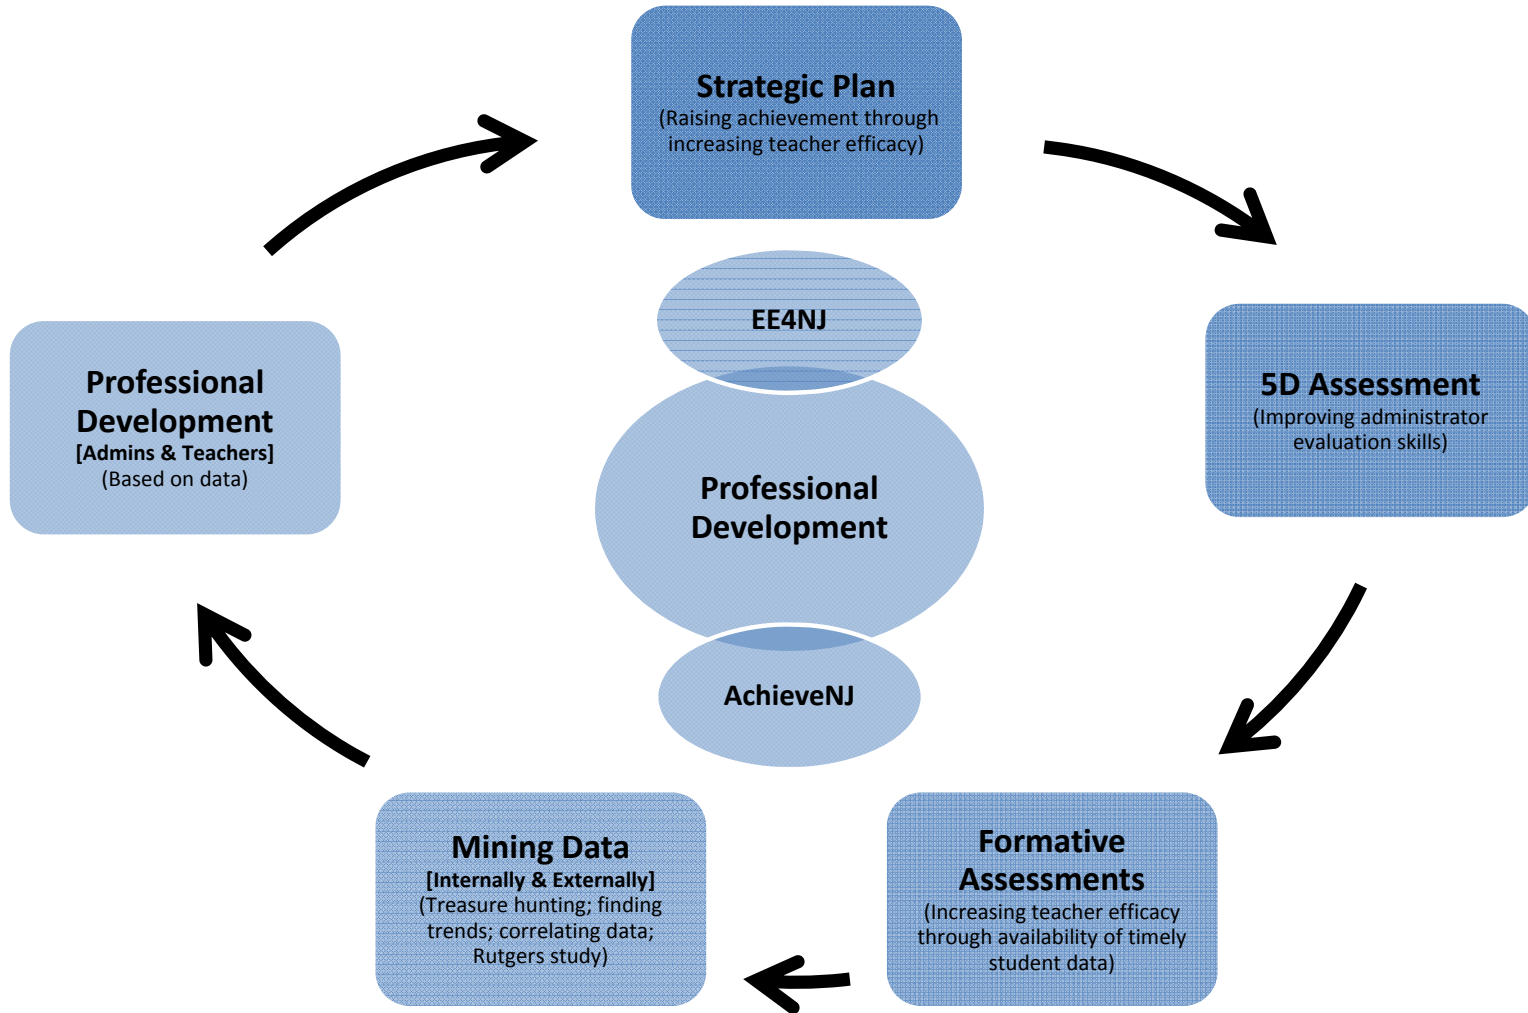 Strategic Plan
(Raising achievement through
increasing teacher efficacy)
EE4NJ
Professional
Development
AchieveNJ
5D Assessment
(Improving administrator
evaluation skills)
Formative
Assessments
(Increasing teacher efficacy
through availability of timely
student data)
Mining Data
[Internally & Externally]
(Treasure hunting; finding
trends; correlating data;
Rutgers study)
Professional
Development
[Admins & Teachers]
(Based on data)